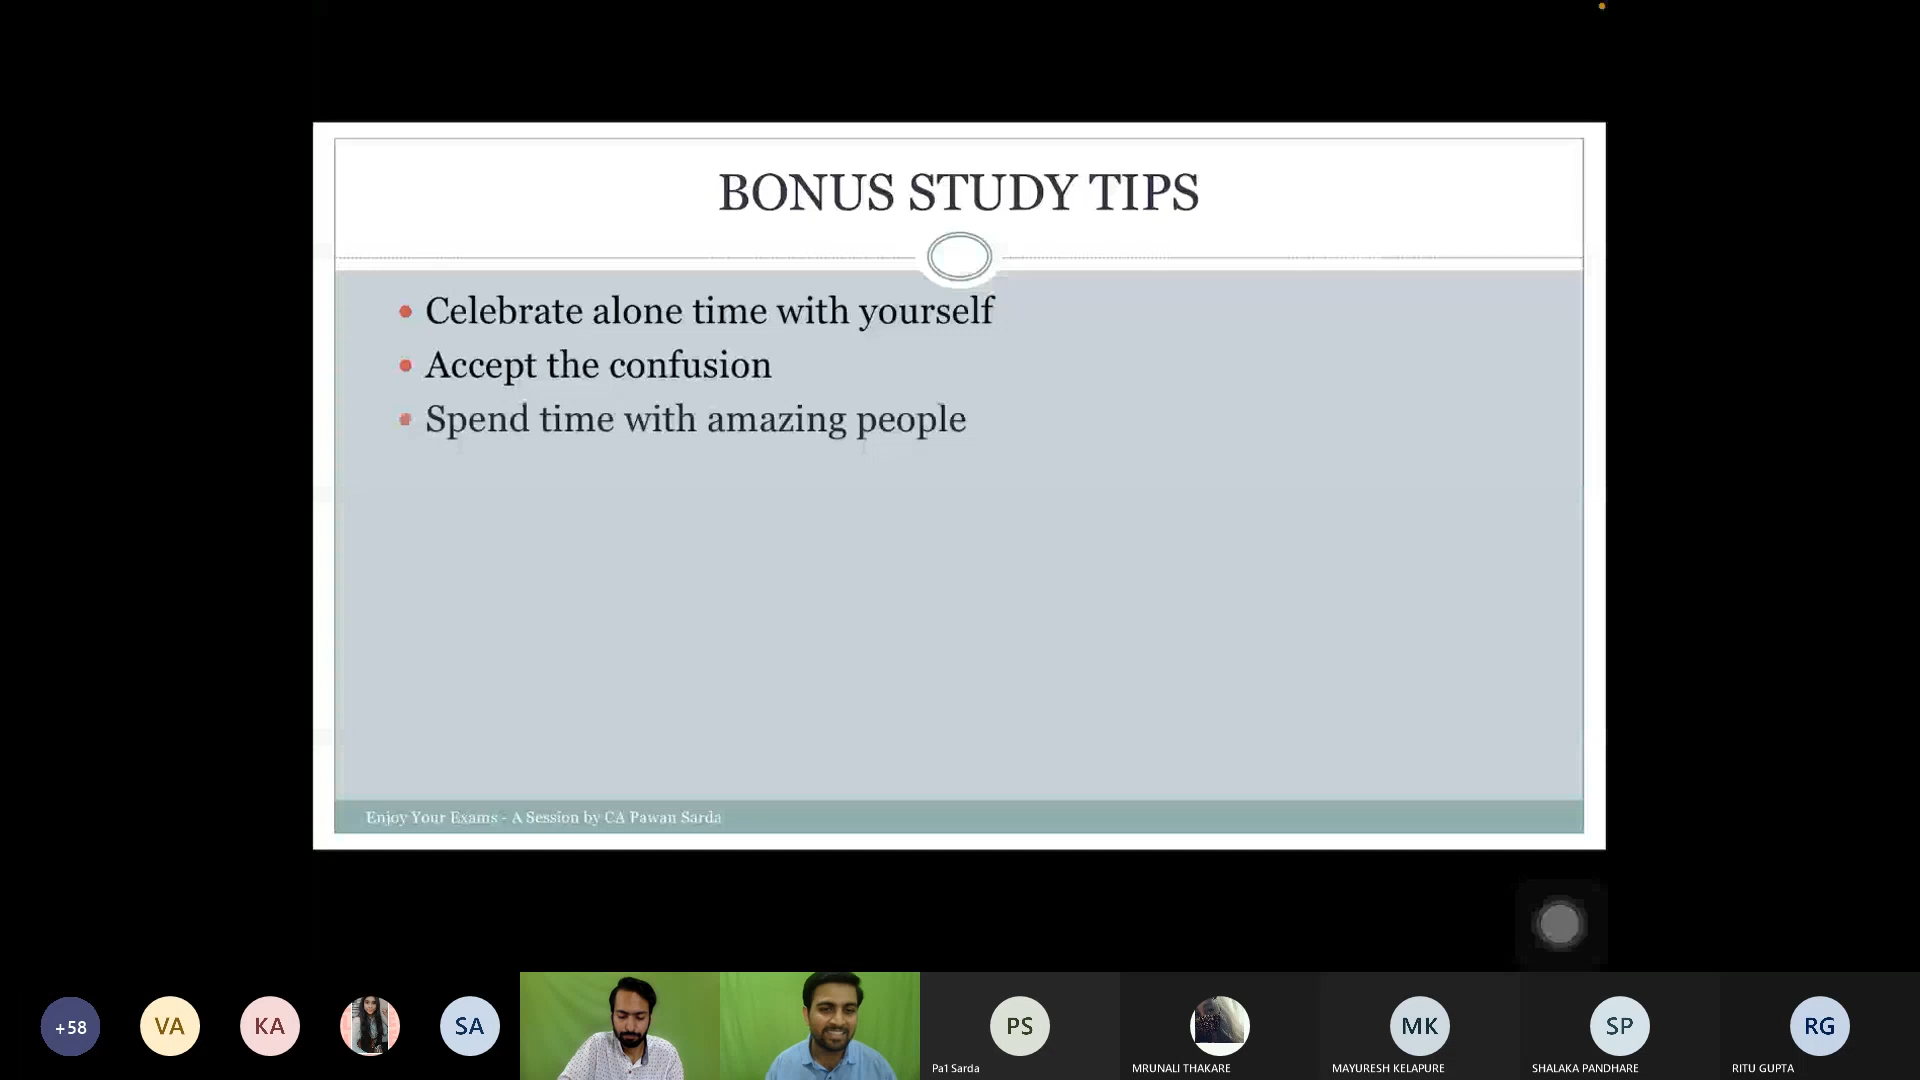 BONUS STUDY TIPS
• Celebrate alone time with yourself
• Accept the confusion
• Spend time with amazing people
Enjoy Your Exams - A Session by CA Pawan Sarda
+58
VA
KA
SA
PS
MK
SP
RG
Pa1 Sarda
MRUNALI THAKARE
MAYURESH KELAPURE
SHALAKA PANDHARE
RITU GUPTA